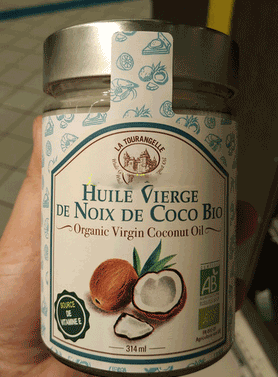 LA TOURANGELLE
HUILE VIERGE
DE NOIX DE COCO BIO
Organic Virgin Coconut Oil
SOURCE
DE
VITAMINE E
AB
314 ml